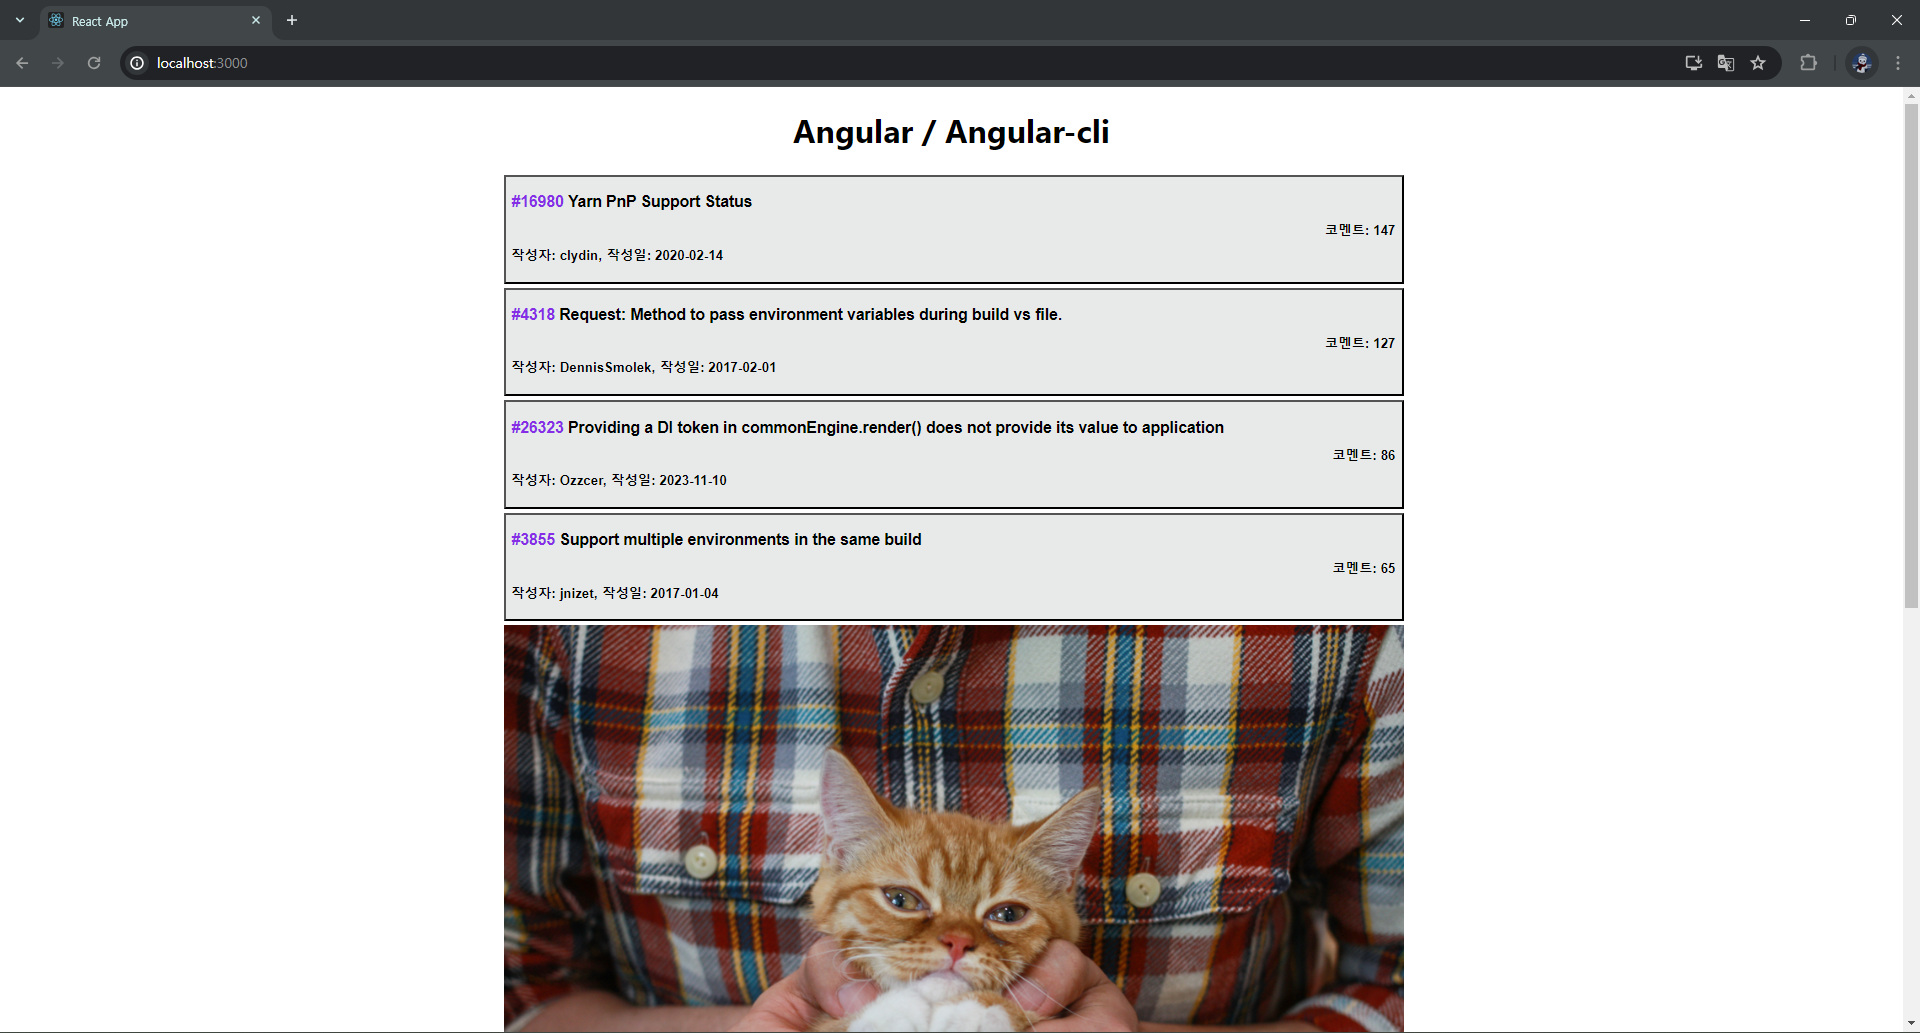 React App
localhost:3000
Angular / Angular-cli
#16980 Yarn PnP Support Status
코멘트: 147
작성자: clydin, 작성일: 2020-02-14
#4318 Request: Method to pass environment variables during build vs file.
코멘트: 127
작성자: DennisSmolek, 작성일: 2017-02-01
#26323 Providing a DI token in commonEngine.render() does not provide its value to application
코멘트: 86
작성자: Ozzcer, 작성일: 2023-11-10
#3855 Support multiple environments in the same build
코멘트: 65
작성자: jnizet, 작성일: 2017-01-04